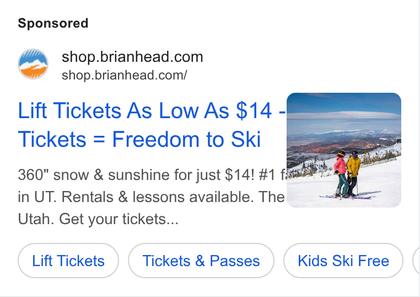 Sponsored
shop.brianhead.com
shop.brianhead.com/
Lift Tickets As Low As $14 -
Tickets = Freedom to Ski
360" snow & sunshine for just $14! #1
in UT. Rentals & lessons available. The
Utah. Get your tickets...
Lift Tickets
Tickets & Passes
Kids Ski Free